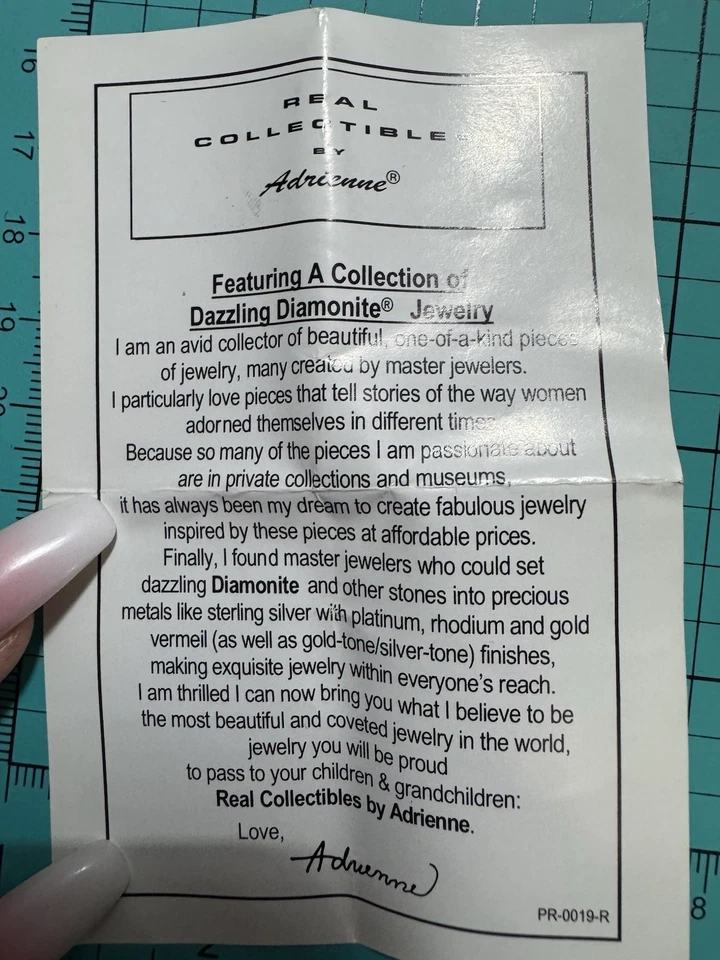 REAL
COLLECTIBLES
BY
Adrienne®
Featuring A Collection of
Dazzling Diamonite® Jewelry
I am an avid collector of beautiful, one-of-a-kind pieces
of jewelry, many created by master jewelers.
I particularly love pieces that tell stories of the way women
adorned themselves in different times.
Because so many of the pieces I am passionate about
are in private collections and museums,
it has always been my dream to create fabulous jewelry
inspired by these pieces at affordable prices.
Finally, I found master jewelers who could set
dazzling Diamonite and other stones into precious
metals like sterling silver with platinum, rhodium and gold
vermeil (as well as gold-tone/silver-tone) finishes,
making exquisite jewelry within everyone's reach.
I am thrilled I can now bring you what I believe to be
the most beautiful and coveted jewelry in the world,
jewelry you will be proud
to pass to your children & grandchildren:
Real Collectibles by Adrienne.
Love,
Adrienne
PR-0019-R
16
17
18
19
20
2
8